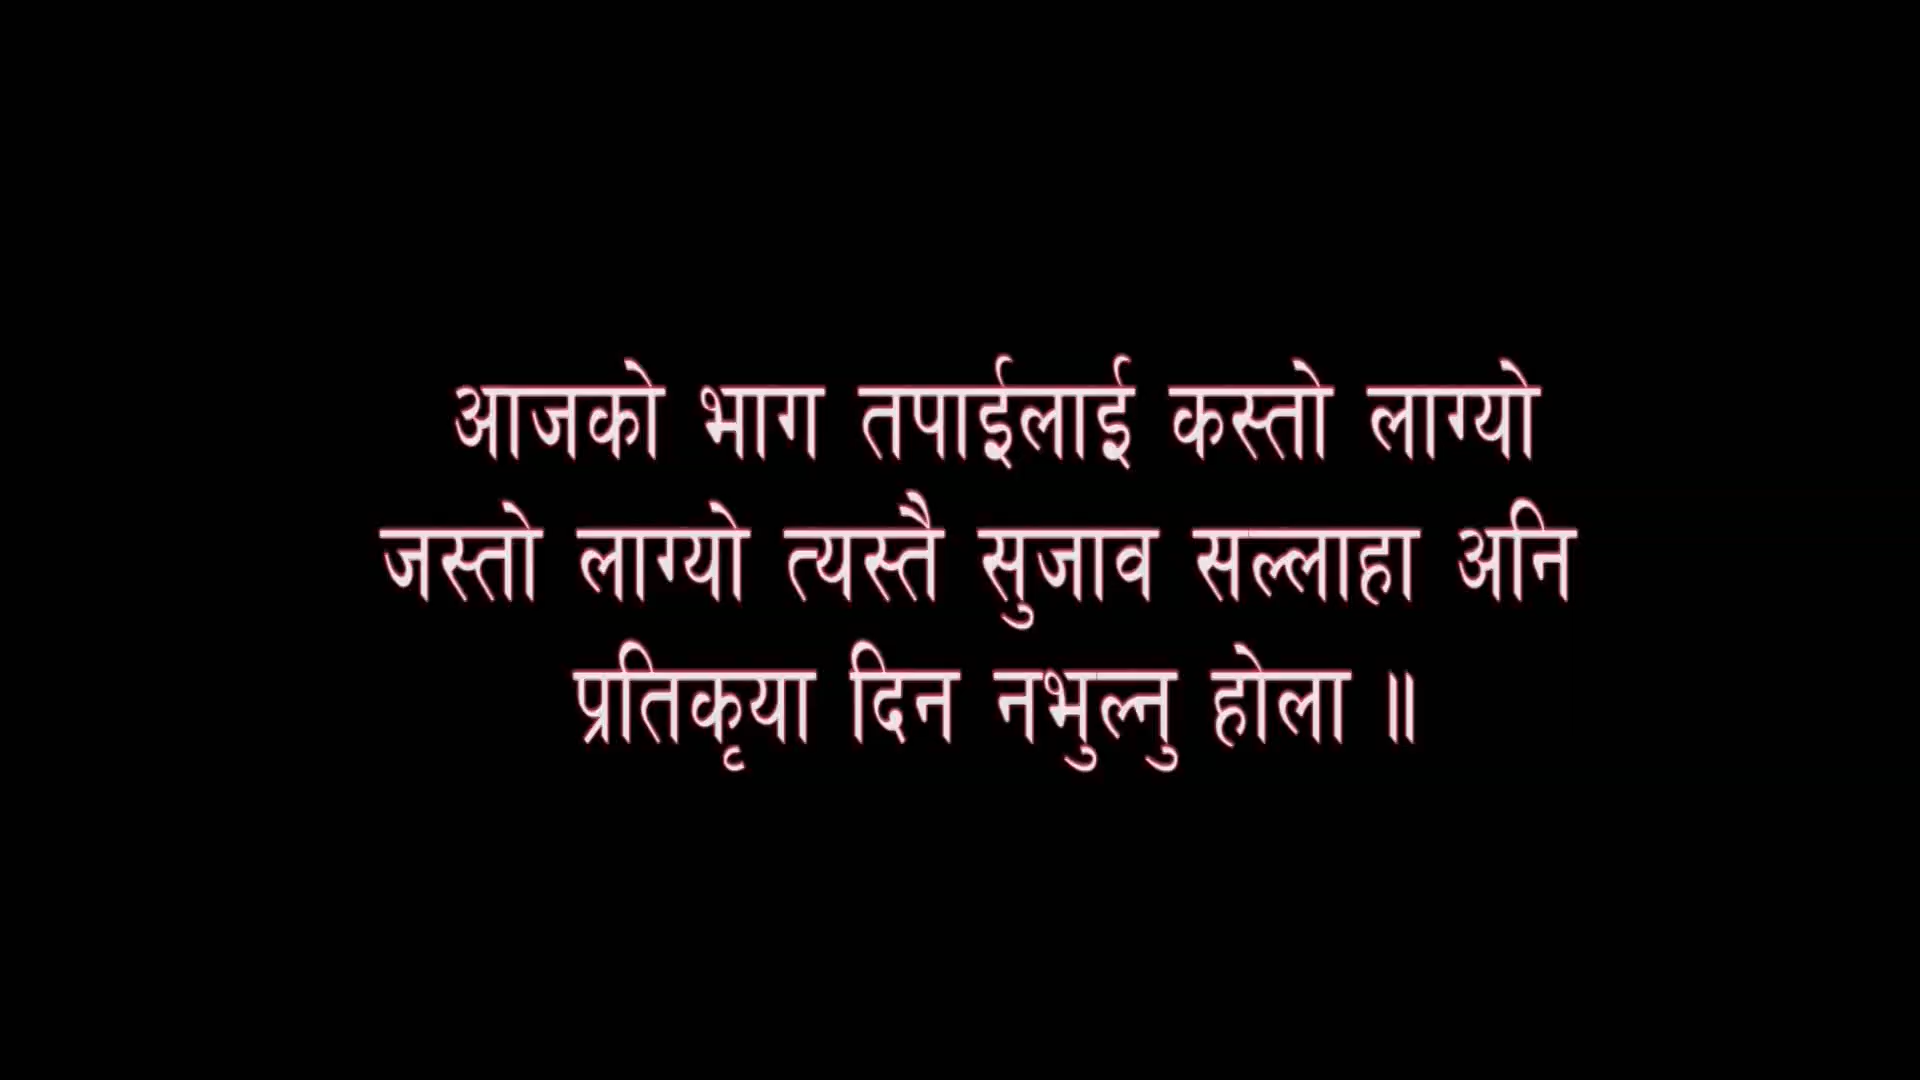 आजको भाग तपाईलाई कस्तो लाग्यो
जस्तो लाग्यो त्यस्तै सुजाव सल्लाहा अनि
प्रतिकृया दिन नभुल्नु होला ॥